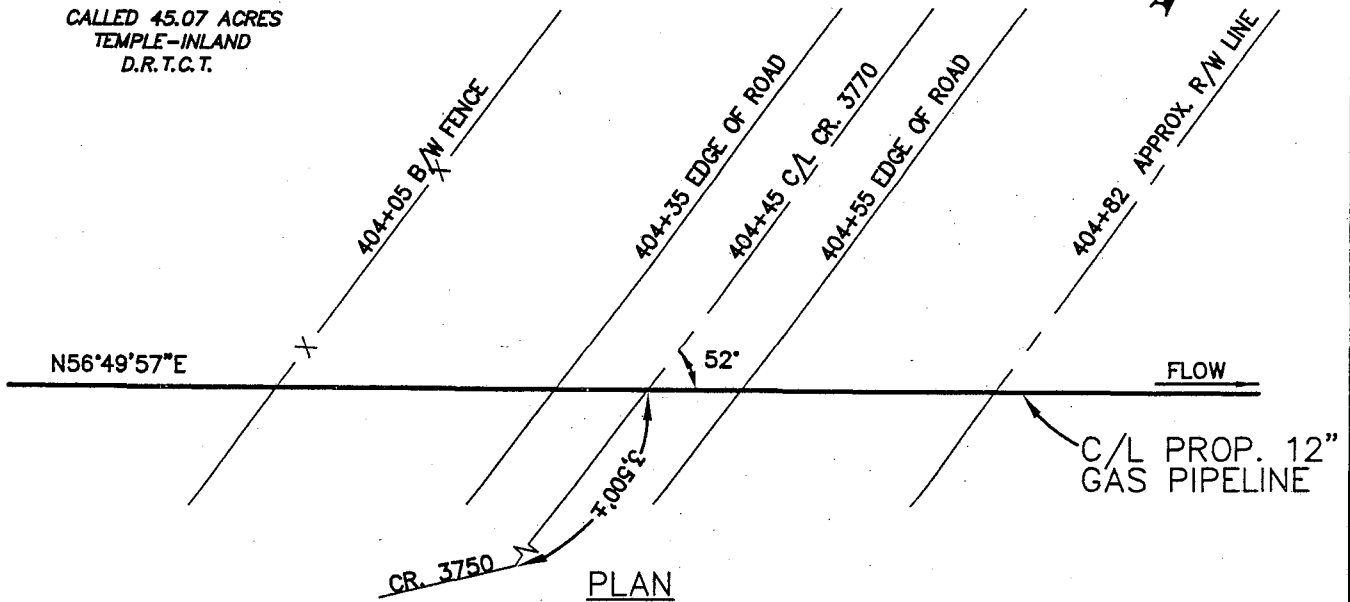 CALLED 45.07 ACRES
TEMPLE-INLAND
D.R.T.C.T.
404+05 B/W FENCE
404+35 EDGE OF ROAD
404+45 C/L CR. 3770
404+55 EDGE OF ROAD
404+82 APPROX. R/W LINE
N56°49'57"E
52°
FLOW
3,500'±
C/L PROP. 12"
GAS PIPELINE
CR. 3750
PLAN